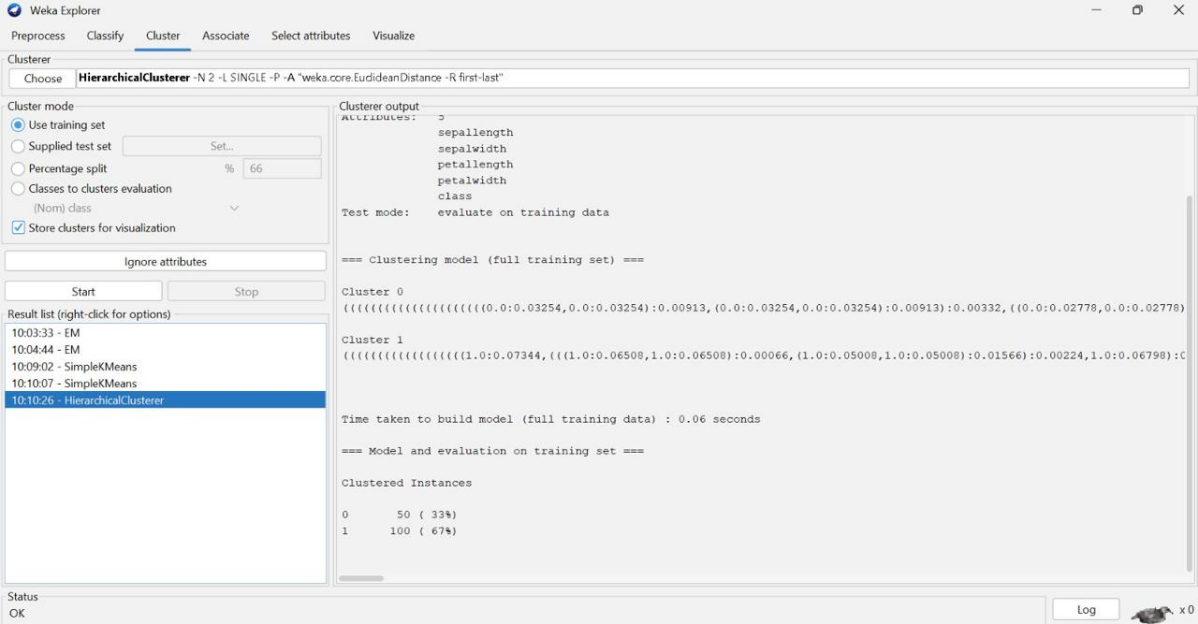 Weka Explorer
Preprocess Classify Cluster Associate Select attributes Visualize
Clusterer
Choose HierarchicalClusterer -N 2 -L SINGLE -P -A "weka.core.EuclideanDistance -R first-last"
Cluster mode
Use training set
Supplied test set Set...
Percentage split % 66
Classes to clusters evaluation
(Nom) class
Store clusters for visualization
Ignore attributes
Start Stop
Result list (right-click for options)
10:03:33 - EM
10:04:44 - EM
10:09:02 - SimpleKMeans
10:10:07 - SimpleKMeans
10:10:26 - HierarchicalClusterer
Clusterer output
Attributes: 5
sepallength
sepalwidth
petallength
petalwidth
class
Test mode: evaluate on training data
=== Clustering model (full training set) ===
Cluster 0
((((((((((((((((((((((0.0:0.03254,0.0:0.03254):0.00913,(0.0:0.03254,0.0:0.03254):0.00913):0.00332,((0.0:0.02778,0.0:0.02778)
Cluster 1
(((((((((((((((((((1.0:0.07344,(((1.0:0.06508,1.0:0.06508):0.00066,(1.0:0.05008,1.0:0.05008):0.01566):0.00224,1.0:0.06798):0
Time taken to build model (full training data) : 0.06 seconds
=== Model and evaluation on training set ===
Clustered Instances
0 50 ( 33%)
1 100 ( 67%)
Status
OK
Log
x 0